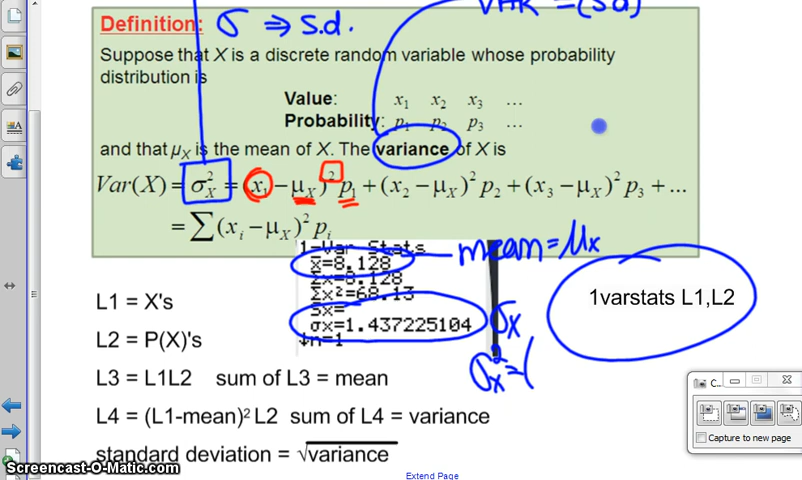 VAR = (sd)
Definition: σ ⇒ s.d.
Suppose that X is a discrete random variable whose probability
distribution is
Value: x₁ x₂ x₃ ...
Probability: p₁ p₂ p₃ ...
and that μX is the mean of X. The variance of X is
Var(X) = σ²X = (x₁ − μX)² p₁ + (x₂ − μX)² p₂ + (x₃ − μX)² p₃ + ...
= ∑(xᵢ − μX)² pᵢ
1-Var Stats
x̄=8.128
Σx=8.128
Σx²=68.13
Sx=
σx=1.437225104
↓n=1
mean = μx
σx
σx² = (
1varstats L1,L2
L1 = X's
L2 = P(X)'s
L3 = L1L2 sum of L3 = mean
L4 = (L1-mean)² L2 sum of L4 = variance
standard deviation = √variance
C...
Capture to new page
Screencast-O-Matic.com
Extend Page